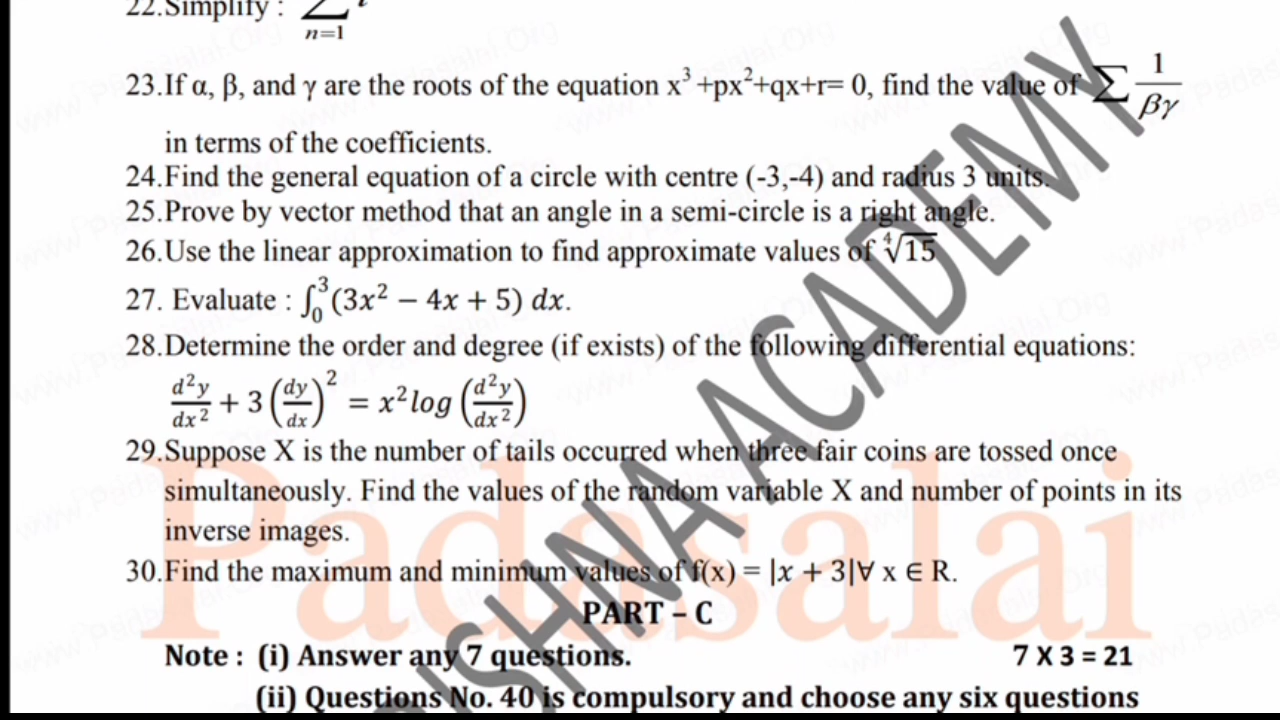 22.Simplify : ∑ i
n=1
23.If α, β, and γ are the roots of the equation x³+px²+qx+r= 0, find the value of ∑ 1/βγ
in terms of the coefficients.
24.Find the general equation of a circle with centre (-3,-4) and radius 3 units.
25.Prove by vector method that an angle in a semi-circle is a right angle.
26.Use the linear approximation to find approximate values of ⁴√15
27. Evaluate : ∫₀³(3x² − 4x + 5) dx.
28.Determine the order and degree (if exists) of the following differential equations:
d²y/dx² + 3 (dy/dx)² = x²log (d²y/dx²)
29.Suppose X is the number of tails occurred when three fair coins are tossed once
simultaneously. Find the values of the random variable X and number of points in its
inverse images.
30.Find the maximum and minimum values of f(x) = |x + 3|∀ x ∈ R.
PART – C
Note : (i) Answer any 7 questions. 7 X 3 = 21
(ii) Questions No. 40 is compulsory and choose any six questions
Padasalai
ISHNA ACADEMY
www.Padasalai.Org